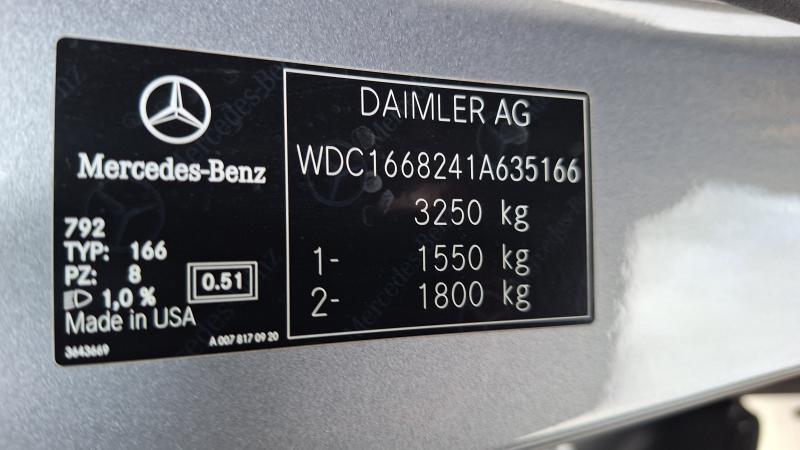 Mercedes-Benz
792
TYP: 166
PZ: 8
1,0 %
0.51
Made in USA
3643669
A 007 817 09 20
DAIMLER AG
WDC1668241A635166
3250 kg
1- 1550 kg
2- 1800 kg